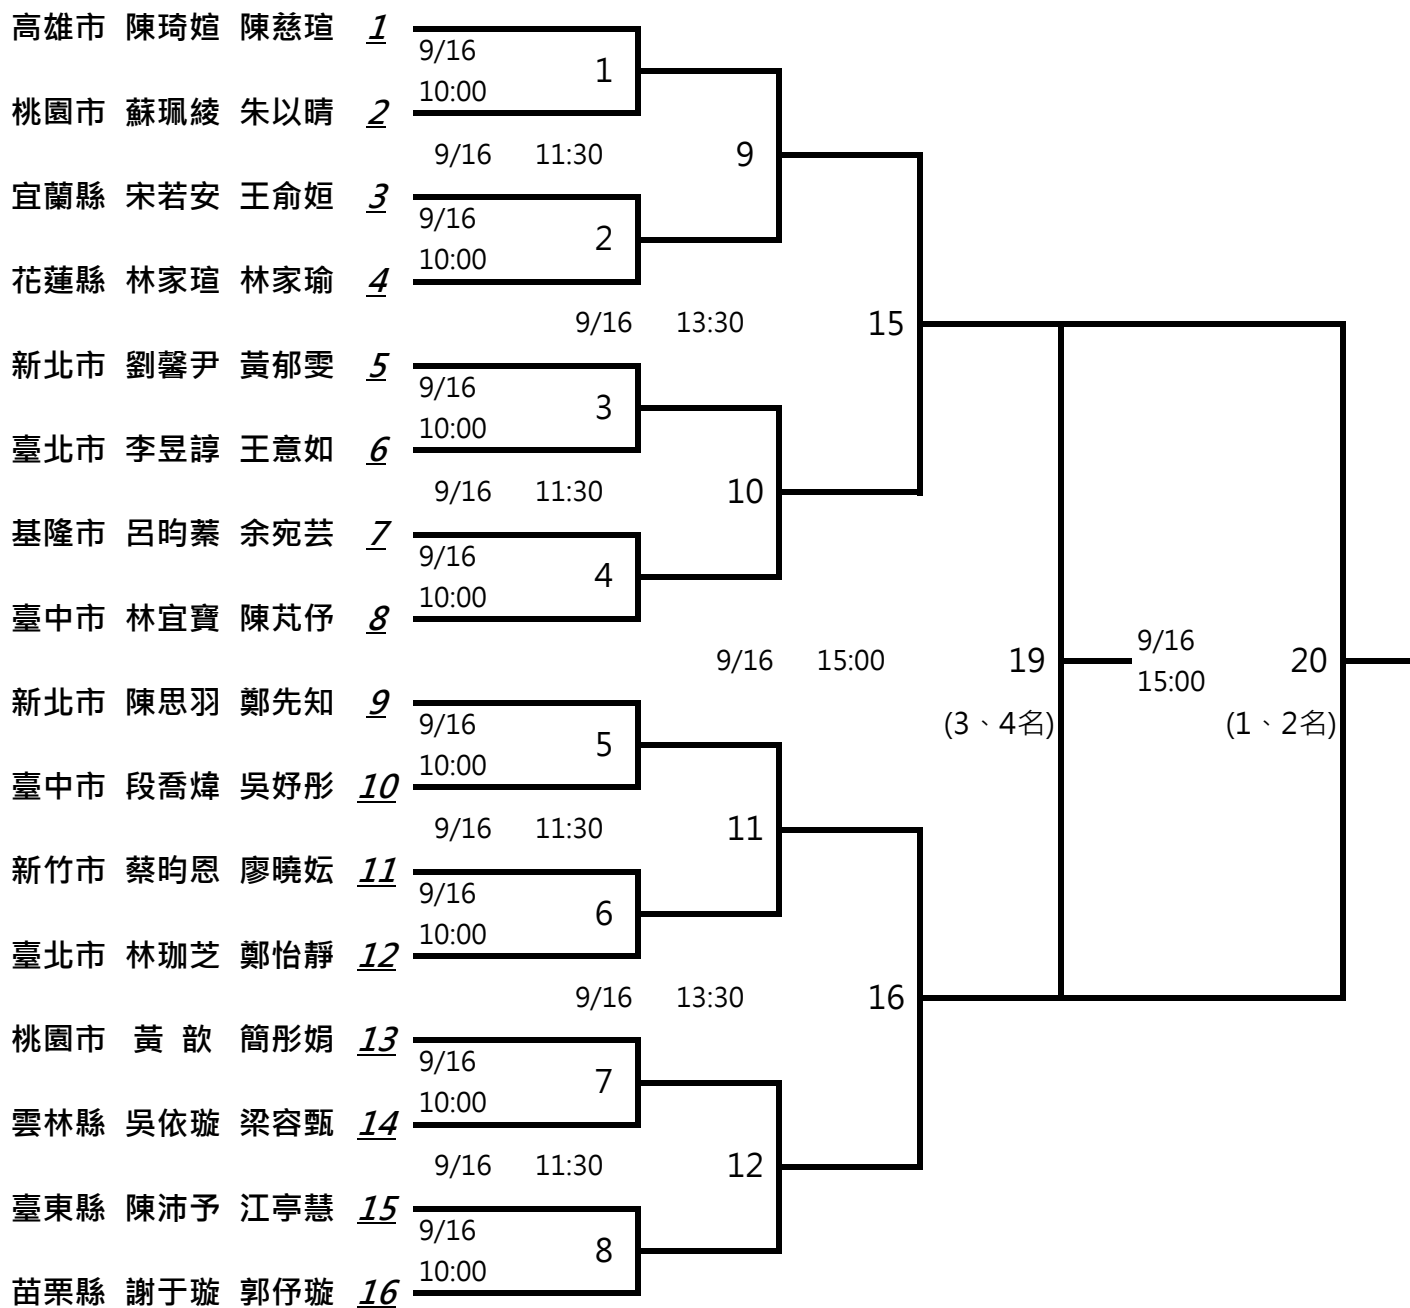 高雄市 陳琦媗 陳慈瑄 1
9/16
1
10:00
桃園市 蘇珮綾 朱以晴 2
9/16 11:30 9
宜蘭縣 宋若安 王俞姮 3
9/16
2
10:00
花蓮縣 林家瑄 林家瑜 4
9/16 13:30 15
新北市 劉馨尹 黃郁雯 5
9/16
3
10:00
臺北市 李昱諄 王意如 6
9/16 11:30 10
基隆市 呂昀蓁 余宛芸 7
9/16
4
10:00
臺中市 林宜寶 陳芃伃 8
9/16 15:00 19
(3、4名)
9/16
15:00
20
(1、2名)
新北市 陳思羽 鄭先知 9
9/16
5
10:00
臺中市 段喬煒 吳妤彤 10
9/16 11:30 11
新竹市 蔡昀恩 廖曉妘 11
9/16
6
10:00
臺北市 林珈芝 鄭怡靜 12
9/16 13:30 16
桃園市 黃 歆 簡彤娟 13
9/16
7
10:00
雲林縣 吳依璇 梁容甄 14
9/16 11:30 12
臺東縣 陳沛予 江亭慧 15
9/16
8
10:00
苗栗縣 謝于璇 郭伃璇 16